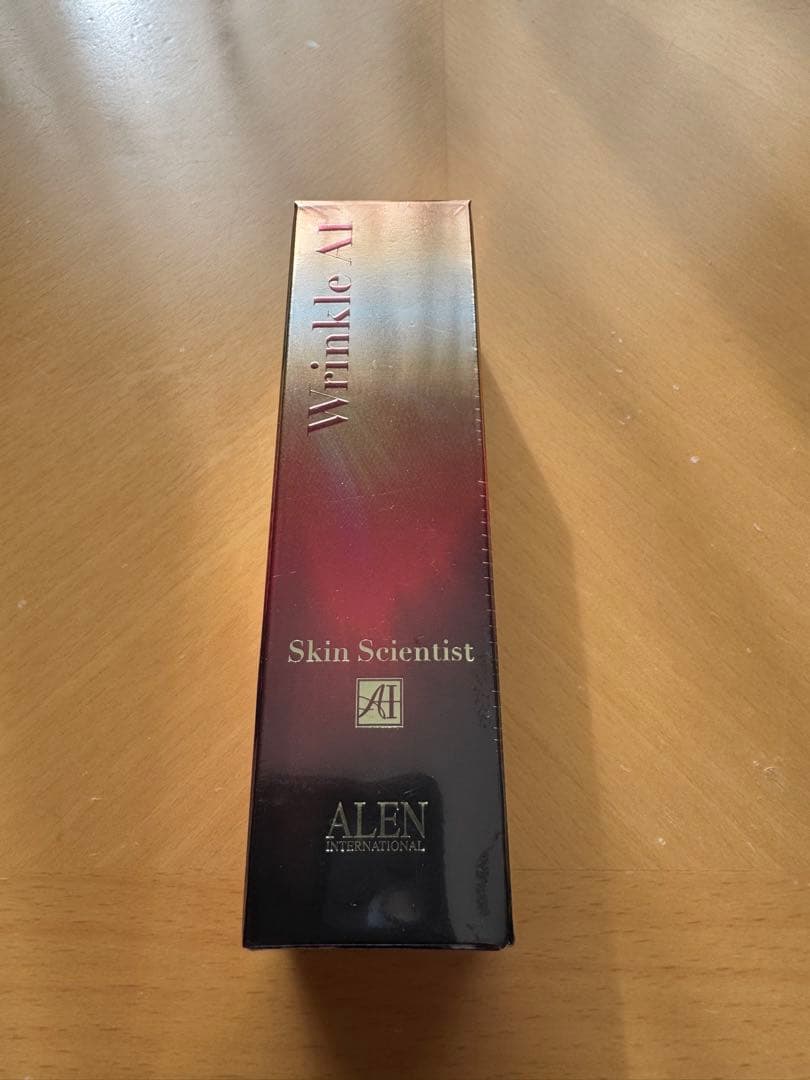 Wrinkle AI
Skin Scientist
AI
ALEN
INTERNATIONAL